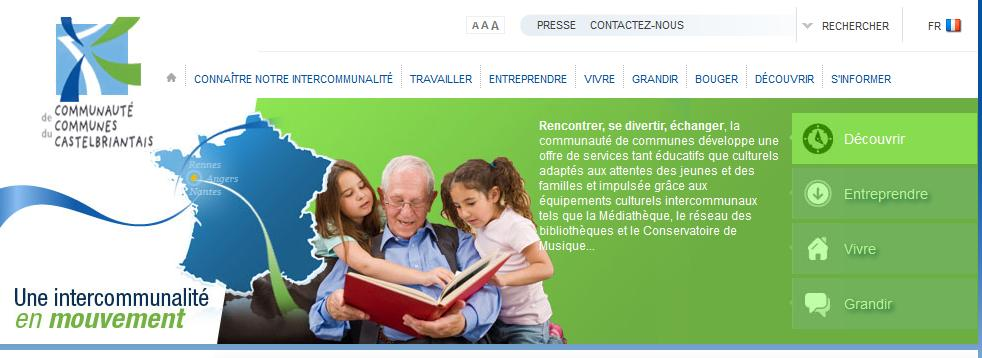 AAA
PRESSE CONTACTEZ-NOUS
RECHERCHER
FR
de COMMUNAUTÉ
COMMUNES
du CASTELBRIANTAIS
CONNAÎTRE NOTRE INTERCOMMUNALITÉ TRAVAILLER ENTREPRENDRE VIVRE GRANDIR BOUGER DÉCOUVRIR S'INFORMER
Rennes
Angers
Nantes
Rencontrer, se divertir, échanger, la
communauté de communes développe une
offre de services tant éducatifs que culturels
adaptés aux attentes des jeunes et des
familles et impulsée grâce aux
équipements culturels intercommunaux
tels que la Médiathèque, le réseau des
bibliothèques et le Conservatoire de
Musique...
Découvrir
Entreprendre
Vivre
Grandir
Une intercommunalité
en mouvement